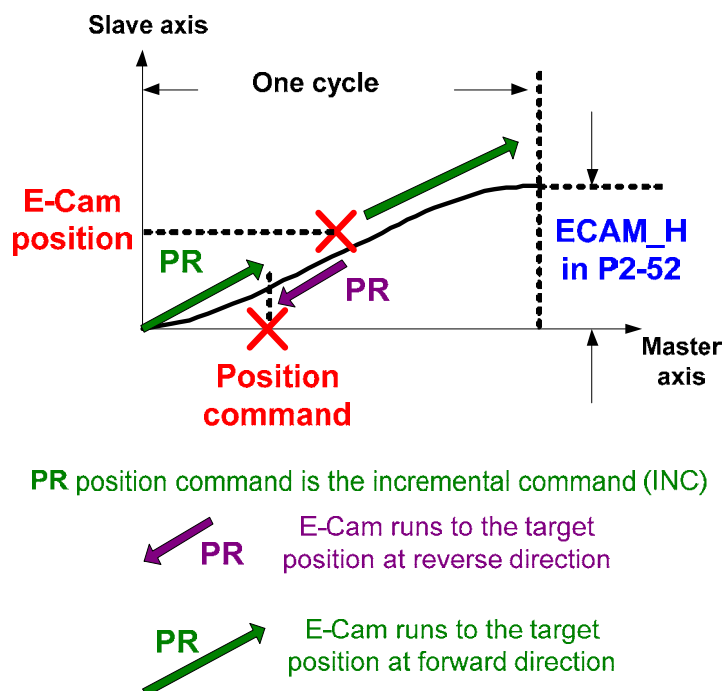 Slave axis
One cycle
E-Cam
position
ECAM_H
in P2-52
PR
PR
Master
axis
Position
command
PR position command is the incremental command (INC)
E-Cam runs to the target
position at reverse direction
PR
E-Cam runs to the target
position at forward direction
PR